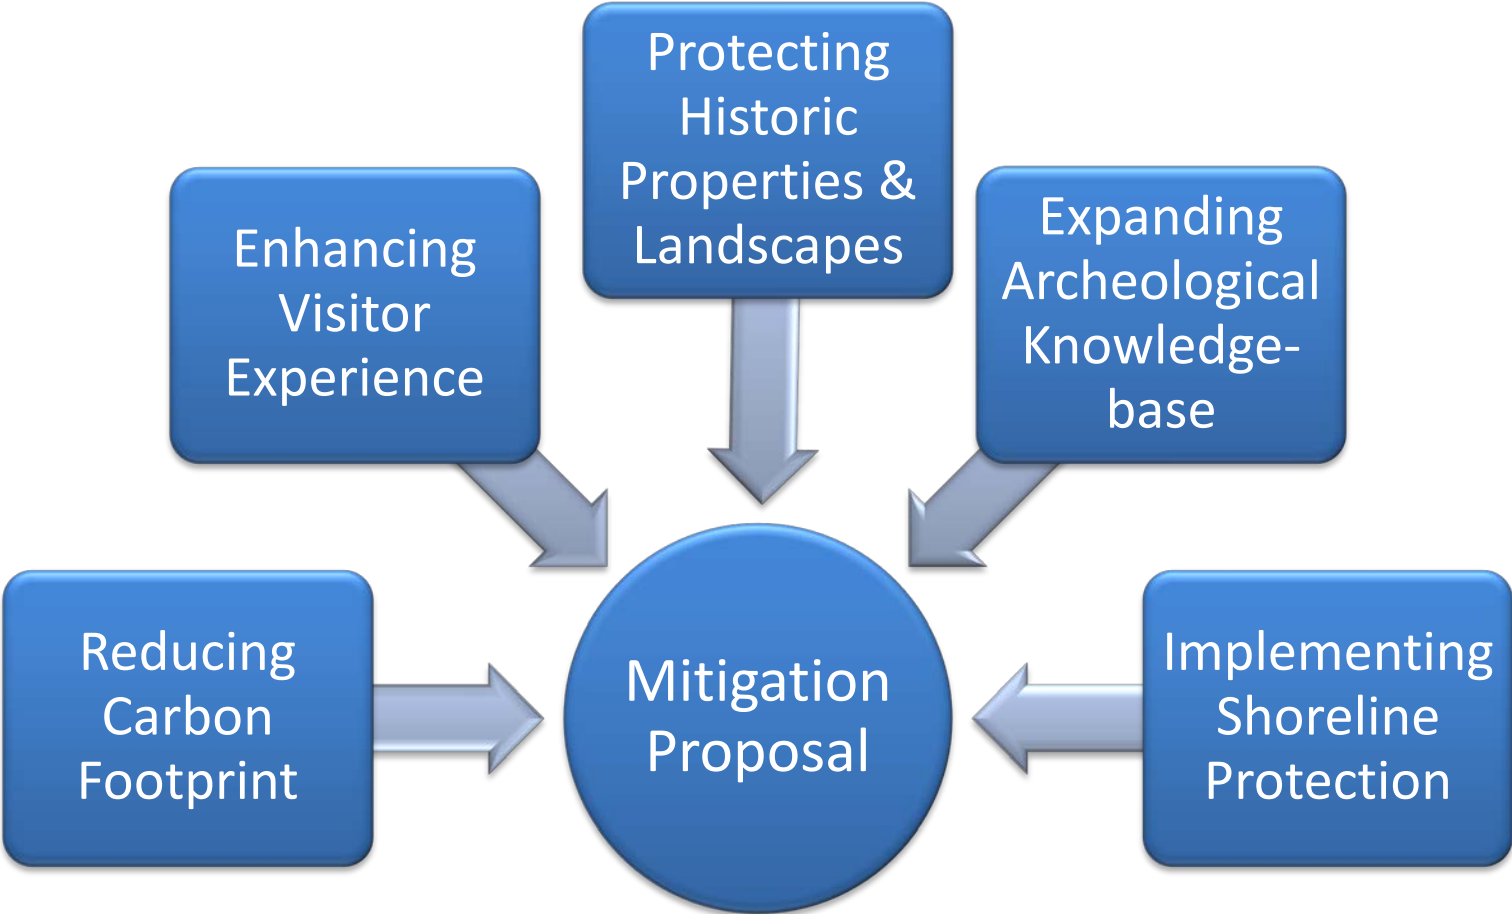 Protecting
Historic
Properties &
Landscapes
Enhancing
Visitor
Experience
Expanding
Archeological
Knowledge-
base
Reducing
Carbon
Footprint
Mitigation
Proposal
Implementing
Shoreline
Protection